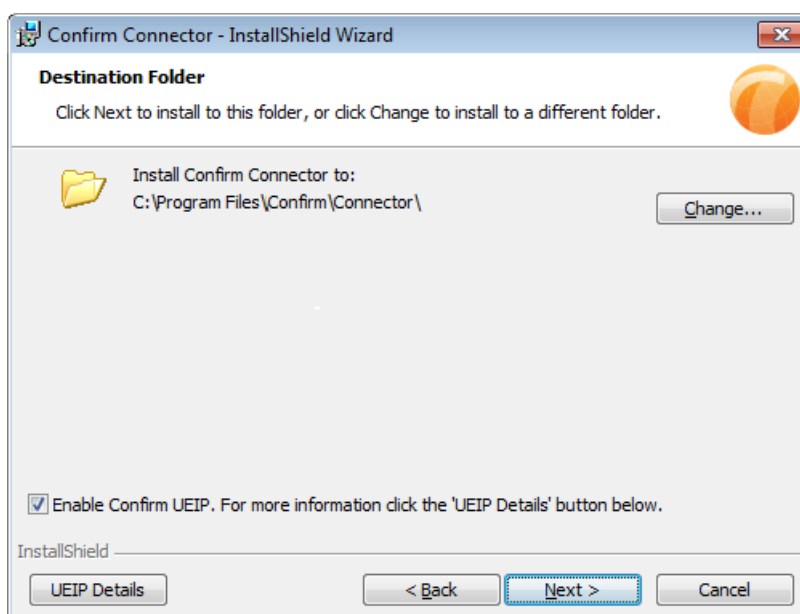 Confirm Connector - InstallShield Wizard
Destination Folder
Click Next to install to this folder, or click Change to install to a different folder.
Install Confirm Connector to:
C:\Program Files\Confirm\Connector\
Change...
Enable Confirm UEIP. For more information click the 'UEIP Details' button below.
InstallShield
UEIP Details
< Back
Next >
Cancel